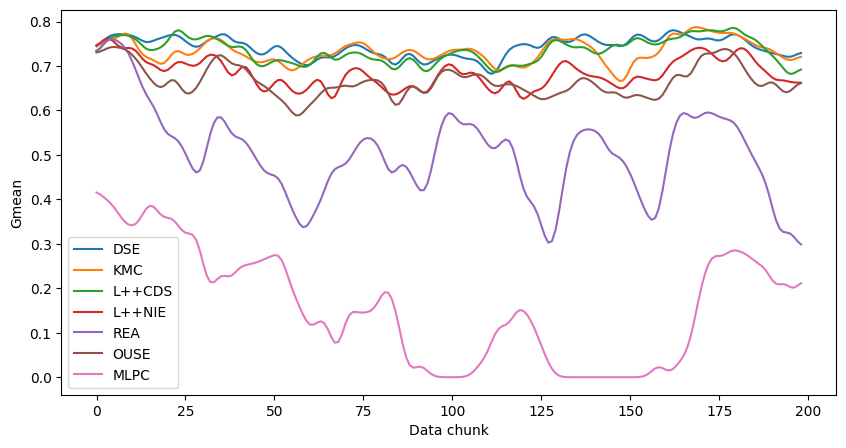 0.8
0.7
0.6
0.5
0.4
0.3
0.2
0.1
0.0
Gmean
DSE
KMC
L++CDS
L++NIE
REA
OUSE
MLPC
0 25 50 75 100 125 150 175 200
Data chunk